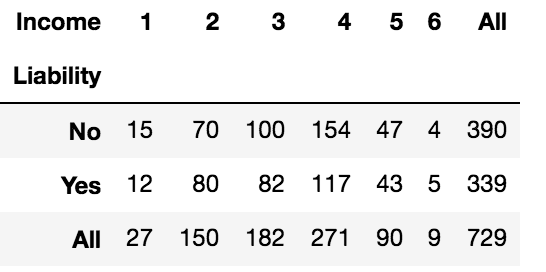 Income 1 2 3 4 5 6 All
Liability
No 15 70 100 154 47 4 390
Yes 12 80 82 117 43 5 339
All 27 150 182 271 90 9 729